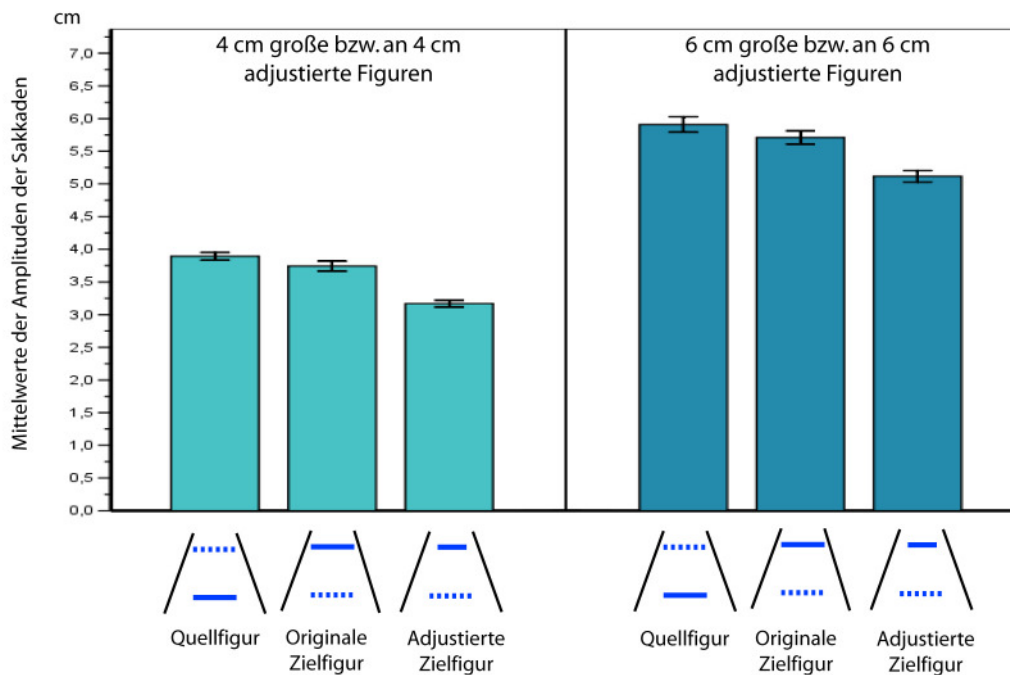 cm
4 cm große bzw. an 4 cm
adjustierte Figuren
6 cm große bzw. an 6 cm
adjustierte Figuren
Mittelwerte der Amplituden der Sakkaden
7,0
6,5
6,0
5,5
5,0
4,5
4,0
3,5
3,0
2,5
2,0
1,5
1,0
0,5
0,0
Quellfigur
Originale
Zielfigur
Adjustierte
Zielfigur
Quellfigur
Originale
Zielfigur
Adjustierte
Zielfigur